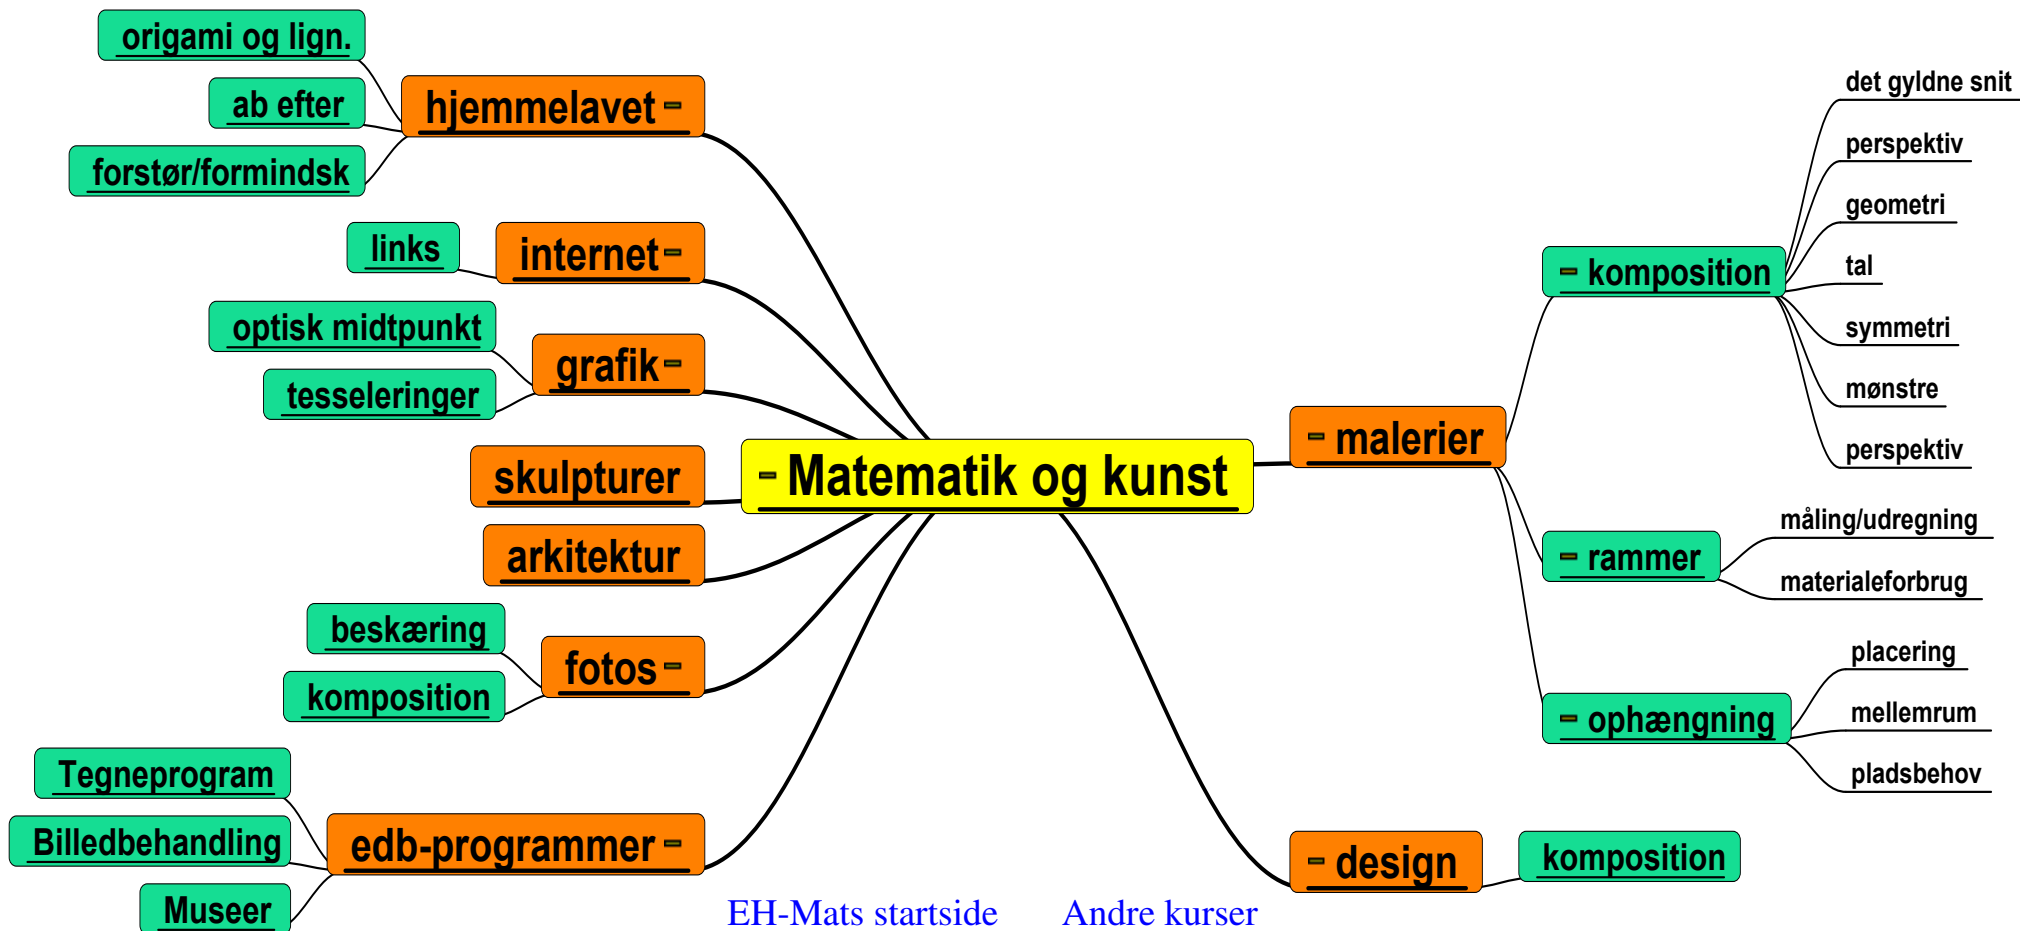 origami og lign.
ab efter
forstør/formindsk
hjemmelavet
links
internet
optisk midtpunkt
tesseleringer
grafik
skulpturer
arkitektur
beskæring
komposition
fotos
Tegneprogram
Billedbehandling
Museer
edb-programmer
Matematik og kunst
malerier
komposition
det gyldne snit
perspektiv
geometri
tal
symmetri
mønstre
perspektiv
rammer
måling/udregning
materialeforbrug
ophængning
placering
mellemrum
pladsbehov
design
komposition
EH-Mats startside
Andre kurser